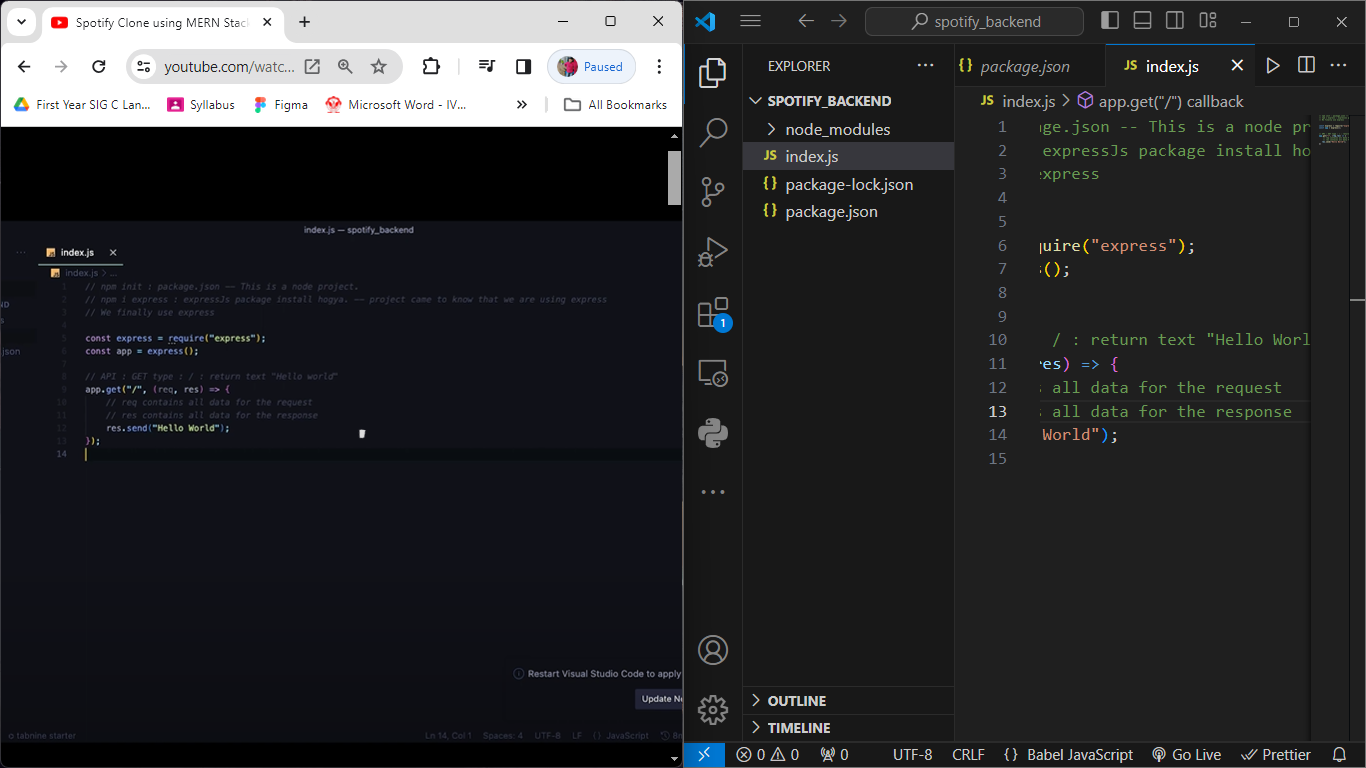 Spotify Clone using MERN Stac
youtube.com/watc...
Paused
First Year SIG C Lan...
Syllabus
Figma
Microsoft Word - IV...
All Bookmarks
index.js — spotify_backend
index.js
index.js > ...
1 // npm init : package.json -- This is a node project.
2 // npm i express : expressJs package install hogya. -- project came to know that we are using express
3 // We finally use express
4
5 const express = require("express");
6 const app = express();
7
8 // API : GET type : / : return text "Hello world"
9 app.get("/", (req, res) => {
10 // req contains all data for the request
11 // res contains all data for the response
12 res.send("Hello World");
13 });
14
ND
s
.json
Restart Visual Studio Code to apply
Update N
tabnine starter
Ln 14, Col 1 Spaces: 4 UTF-8 LF {} JavaScript
spotify_backend
EXPLORER
SPOTIFY_BACKEND
node_modules
JS index.js
{} package-lock.json
{} package.json
1
OUTLINE
TIMELINE
{} package.json
JS index.js
JS index.js > app.get("/") callback
1 ge.json -- This is a node pr
2 expressJs package install ho
3 express
4
5
6 quire("express");
7 s();
8
9
10 / : return text "Hello Worl
11 res) => {
12 s all data for the request
13 s all data for the response
14 World");
15
0 0 0 UTF-8 CRLF {} Babel JavaScript Go Live Prettier